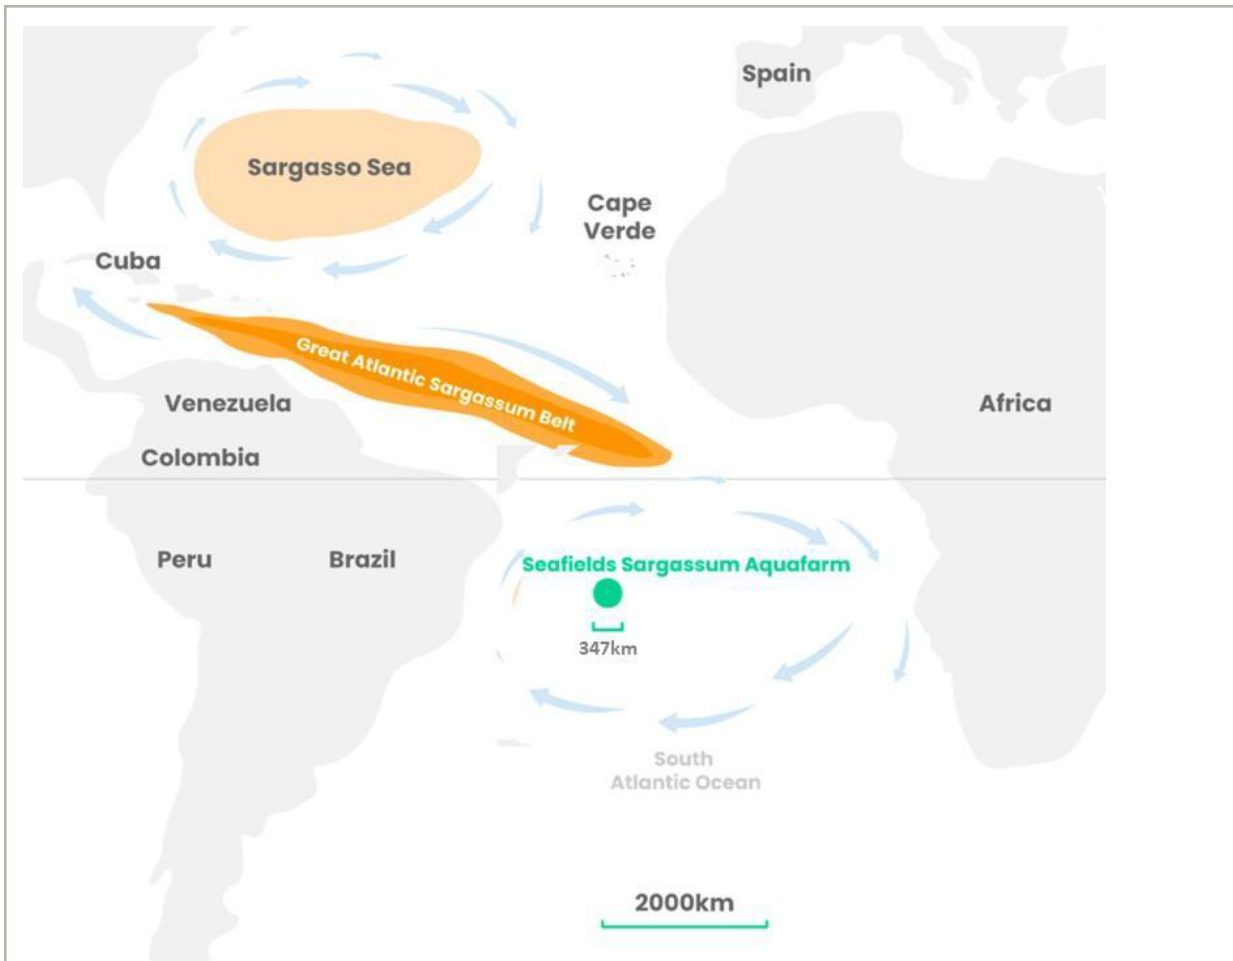 Spain
Sargasso Sea
Cape
Verde
Cuba
Great Atlantic Sargassum Belt
Venezuela
Africa
Colombia
Peru
Brazil
Seafields Sargassum Aquafarm
347km
South
Atlantic Ocean
2000km